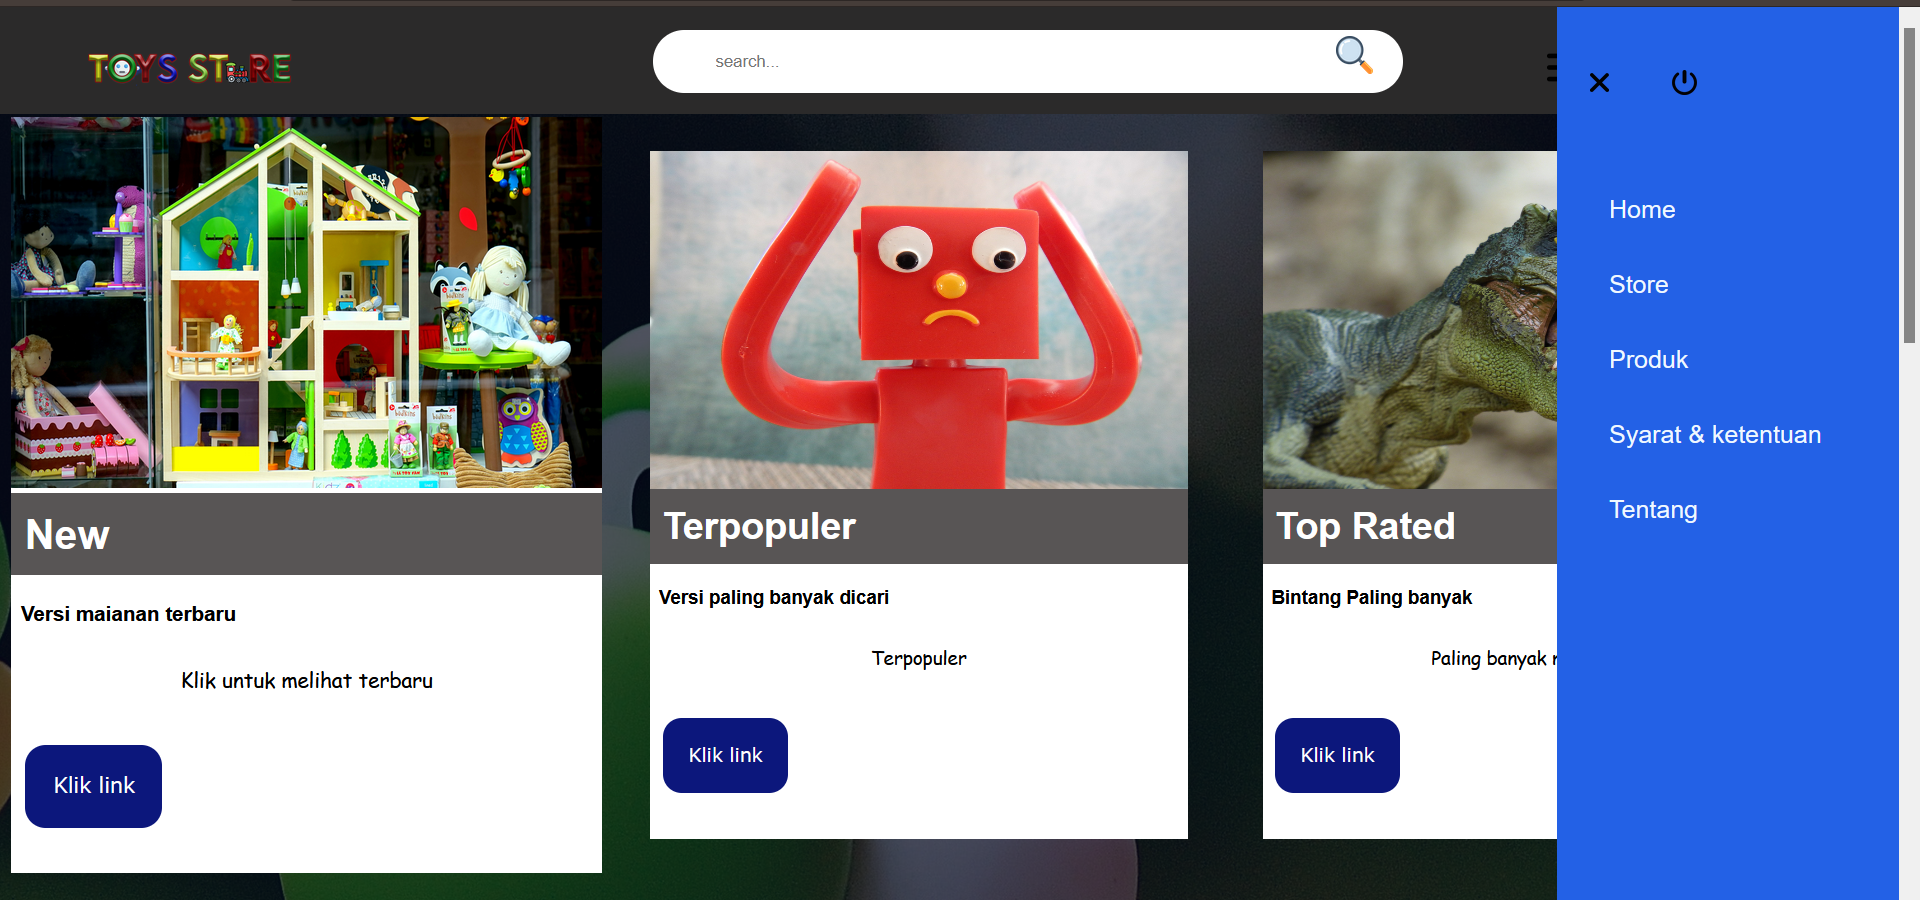 TOYS STORE
search...
Home
Store
Produk
Syarat & ketentuan
Tentang
New
Versi maianan terbaru
Klik untuk melihat terbaru
Klik link
Terpopuler
Versi paling banyak dicari
Terpopuler
Klik link
Top Rated
Bintang Paling banyak
Paling banyak
Klik link